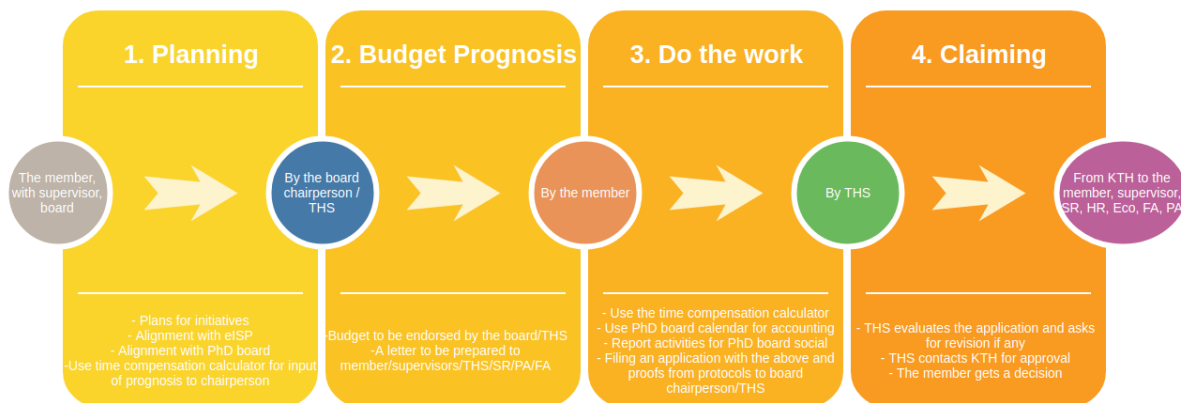 1. Planning
2. Budget Prognosis
3. Do the work
4. Claiming
The member,
with supervisor,
board
By the board
chairperson /
THS
By the member
By THS
From KTH to the
member, supervisor,
SR, HR, Eco, FA, PA
- Plans for initiatives
- Alignment with eISP
- Alignment with PhD board
-Use time compensation calculator for input
of prognosis to chairperson
-Budget to be endorsed by the board/THS
-A letter to be prepared to
member/supervisors/THS/SR/PA/FA
- Use the time compensation calculator
- Use PhD board calendar for accounting
- Report activities for PhD board social
- Filing an application with the above and
proofs from protocols to board
chairperson/THS
- THS evaluates the application and asks
for revision if any
- THS contacts KTH for approval
- The member gets a decision